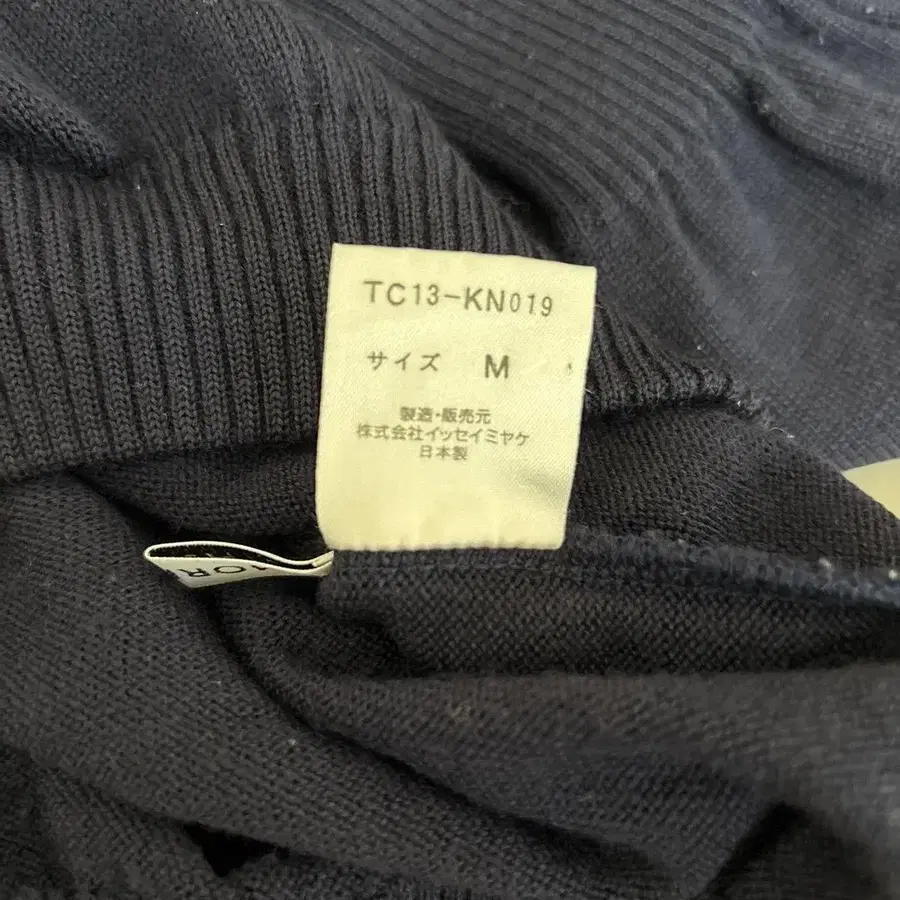 TC13-KN019
サイズ M
製造・販売元
株式会社イッセイミヤケ
日本製